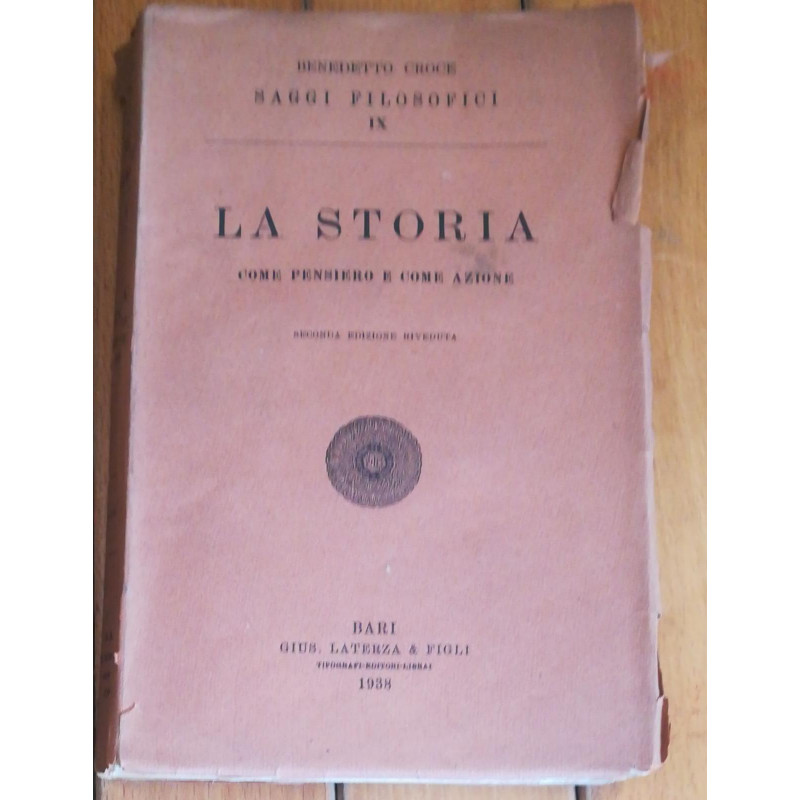 BENEDETTO CROCE
SAGGI FILOSOFICI
IX
LA STORIA
COME PENSIERO E COME AZIONE
SECONDA EDIZIONE RIVEDUTA
BARI
GIUS. LATERZA & FIGLI
TIPOGRAFI-EDITORI-LIBRAI
1938